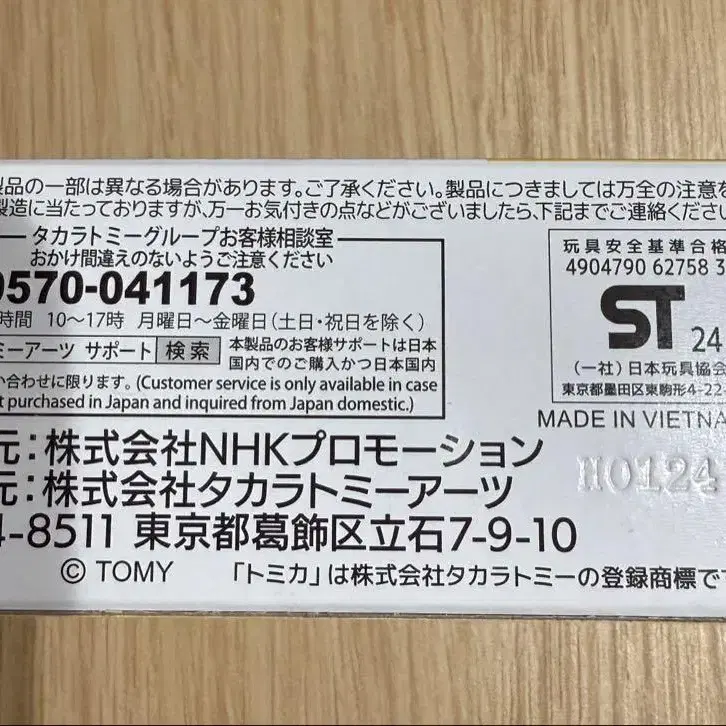 製品の一部は異なる場合があります。ご了承ください。製品につきましては万全の注意を
製造に当たっておりますが、万一お気付きの点などがございましたら、下記までご連絡ください
タカラトミーグループお客様相談室
おかけ間違えのないようご注意ください
0570-041173
時間 10〜17時 月曜日〜金曜日(土日・祝日を除く)
ミーアーツ サポート 検索
本製品のお客様サポートは日本
国内でのご購入かつ日本国内
い合わせに限ります。(Customer service is only available in case
t purchased in Japan and inquired from Japan domestic.)
玩具安全基準合格
4904790 62758 3
ST 24
(一社)日本玩具協会
東京都墨田区東駒形4-22-
MADE IN VIETNA
元:株式会社NHKプロモーション
元:株式会社タカラトミーアーツ
4-8511 東京都葛飾区立石7-9-10
H0124
© TOMY 「トミカ」は株式会社タカラトミーの登録商標で